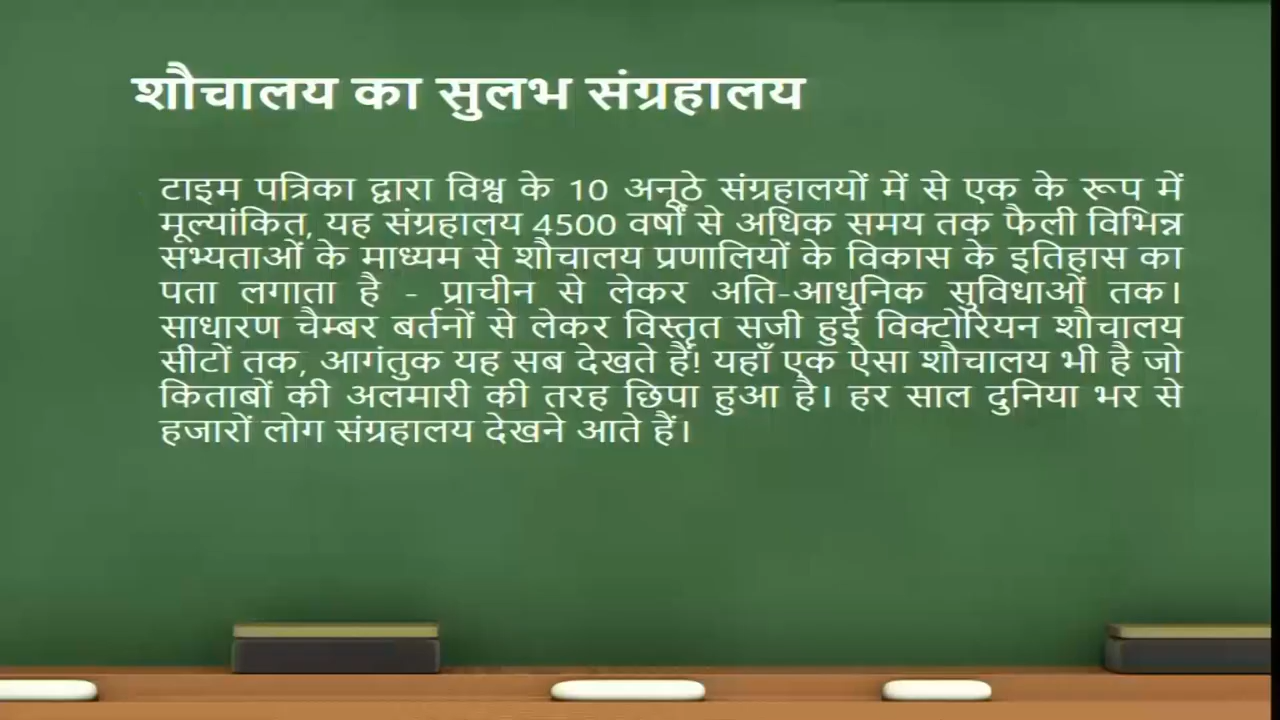 शौचालय का सुलभ संग्रहालय
टाइम पत्रिका द्वारा विश्व के 10 अनूठे संग्रहालयों में से एक के रूप में
मूल्यांकित, यह संग्रहालय 4500 वर्षों से अधिक समय तक फैली विभिन्न
सभ्यताओं के माध्यम से शौचालय प्रणालियों के विकास के इतिहास का
पता लगाता है - प्राचीन से लेकर अति-आधुनिक सुविधाओं तक।
साधारण चैम्बर बर्तनों से लेकर विस्तृत सजी हुई विक्टोरियन शौचालय
सीटों तक, आगंतुक यह सब देखते हैं! यहाँ एक ऐसा शौचालय भी है जो
किताबों की अलमारी की तरह छिपा हुआ है। हर साल दुनिया भर से
हजारों लोग संग्रहालय देखने आते हैं।